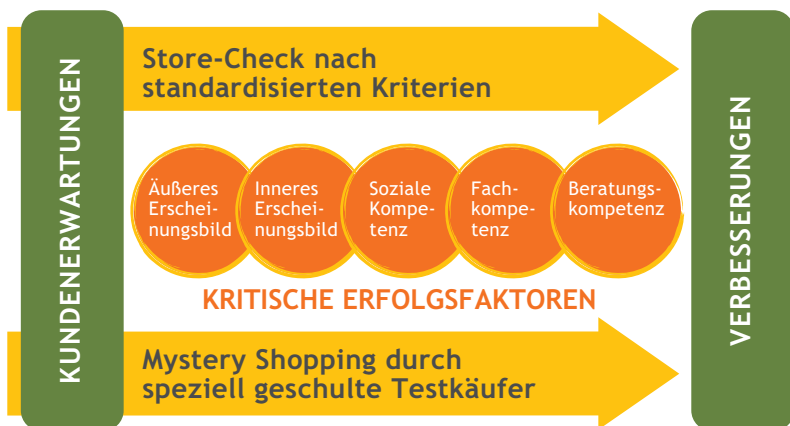 KUNDENERWARTUNGEN
Store-Check nach
standardisierten Kriterien
Äußeres
Erschei-
nungsbild
Inneres
Erschei-
nungsbild
Soziale
Kompe-
tenz
Fach-
kompe-
tenz
Beratungs-
kompetenz
KRITISCHE ERFOLGSFAKTOREN
Mystery Shopping durch
speziell geschulte Testkäufer
VERBESSERUNGEN